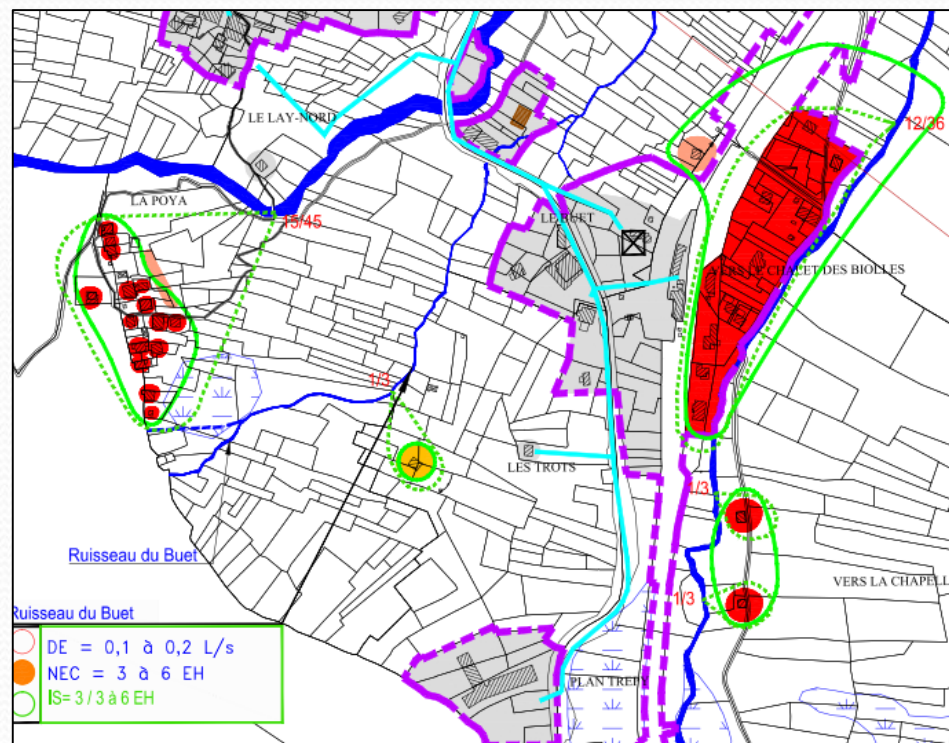 LE LAY-NORD
12/36
LA POYA
15/45
LE BUET
VERS LE CHALET DES BIOLLES
1/3
LES TROTS
1/3
Ruisseau du Buet
VERS LA CHAPELL
1/3
Ruisseau du Buet
DE = 0,1 à 0,2 L/s
NEC = 3 à 6 EH
IS= 3 / 3 à 6 EH
PLAN TREPY